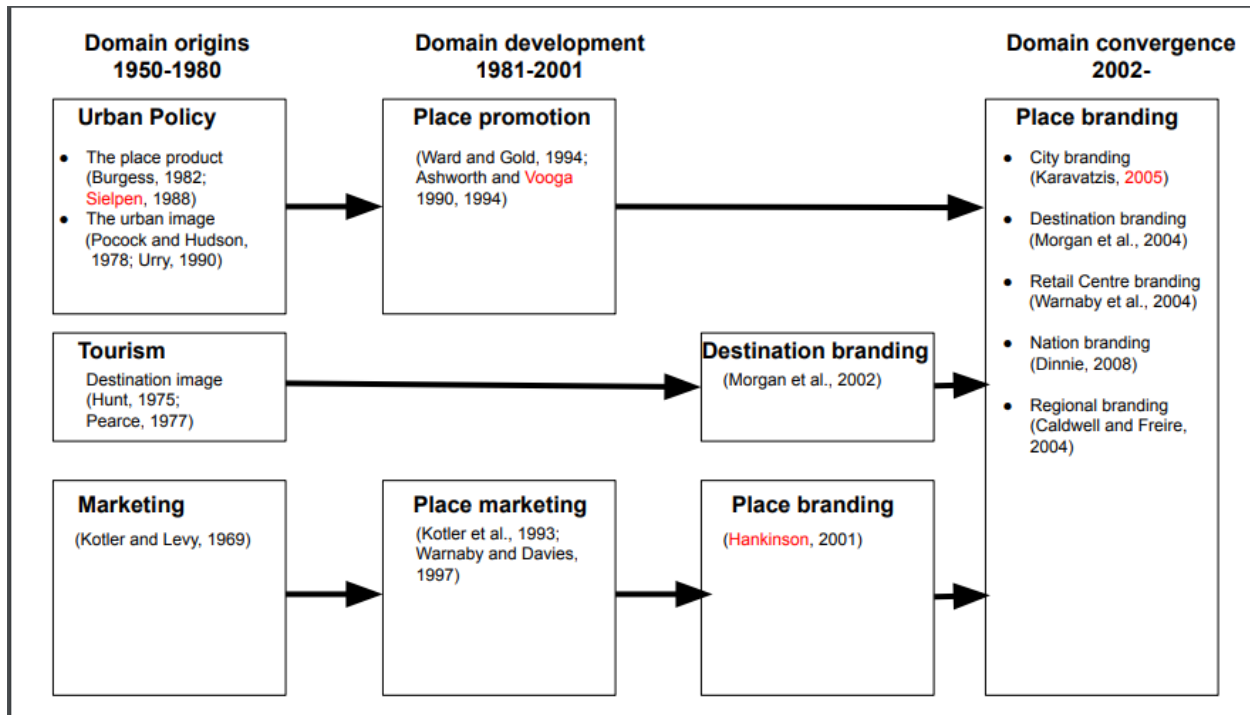 Domain origins
1950-1980
Domain development
1981-2001
Domain convergence
2002-
Urban Policy
● The place product
(Burgess, 1982;
Sielpen, 1988)
● The urban image
(Pocock and Hudson,
1978; Urry, 1990)
Place promotion
(Ward and Gold, 1994;
Ashworth and Vooga
1990, 1994)
Place branding
● City branding
(Karavatzis, 2005)
● Destination branding
(Morgan et al., 2004)
● Retail Centre branding
(Warnaby et al., 2004)
● Nation branding
(Dinnie, 2008)
● Regional branding
(Caldwell and Freire,
2004)
Tourism
Destination image
(Hunt, 1975;
Pearce, 1977)
Destination branding
(Morgan et al., 2002)
Marketing
(Kotler and Levy, 1969)
Place marketing
(Kotler et al., 1993;
Warnaby and Davies,
1997)
Place branding
(Hankinson, 2001)